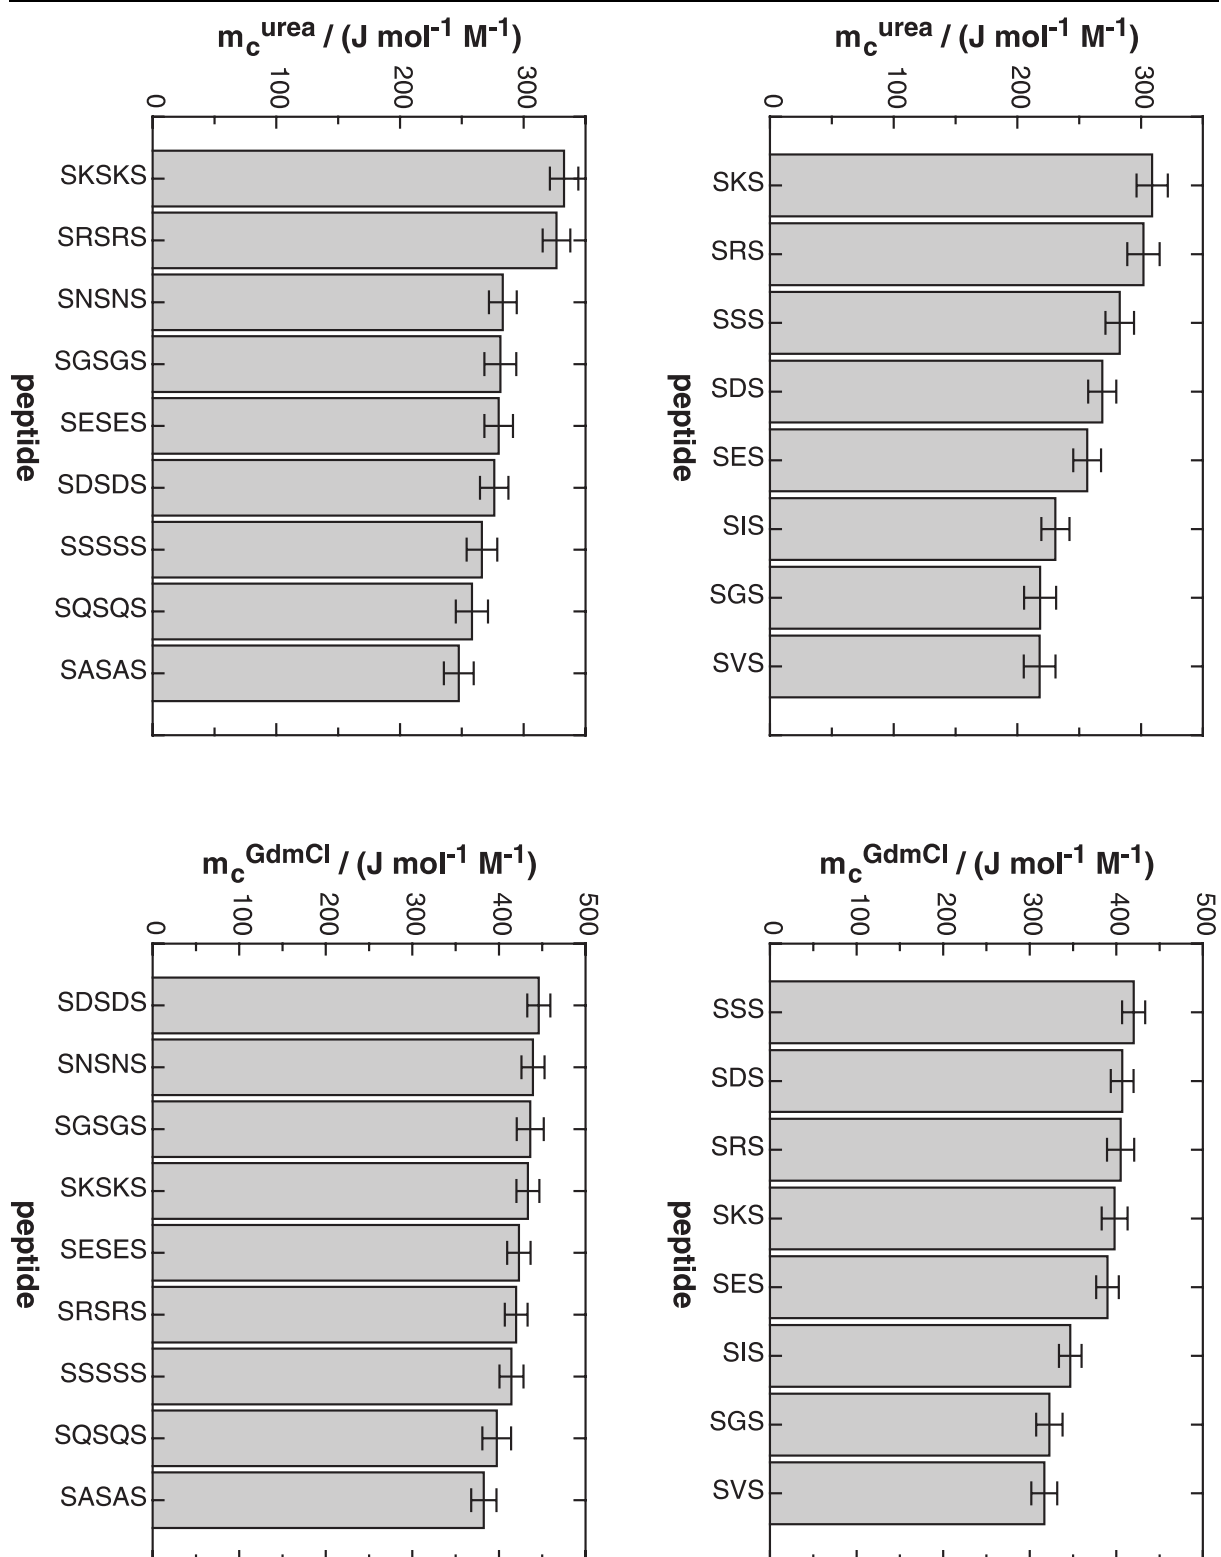 m_c^urea / (J mol^-1 M^-1)
0 100 200 300
SKSKS
SRSRS
SNSNS
SGSGS
SESES
SDSDS
SSSSS
SQSQS
SASAS
peptide
m_c^urea / (J mol^-1 M^-1)
0 100 200 300
SKS
SRS
SSS
SDS
SES
SIS
SGS
SVS
peptide
m_c^GdmCl / (J mol^-1 M^-1)
0 100 200 300 400 500
SDSDS
SNSNS
SGSGS
SKSKS
SESES
SRSRS
SSSSS
SQSQS
SASAS
peptide
m_c^GdmCl / (J mol^-1 M^-1)
0 100 200 300 400 500
SSS
SDS
SRS
SKS
SES
SIS
SGS
SVS
peptide